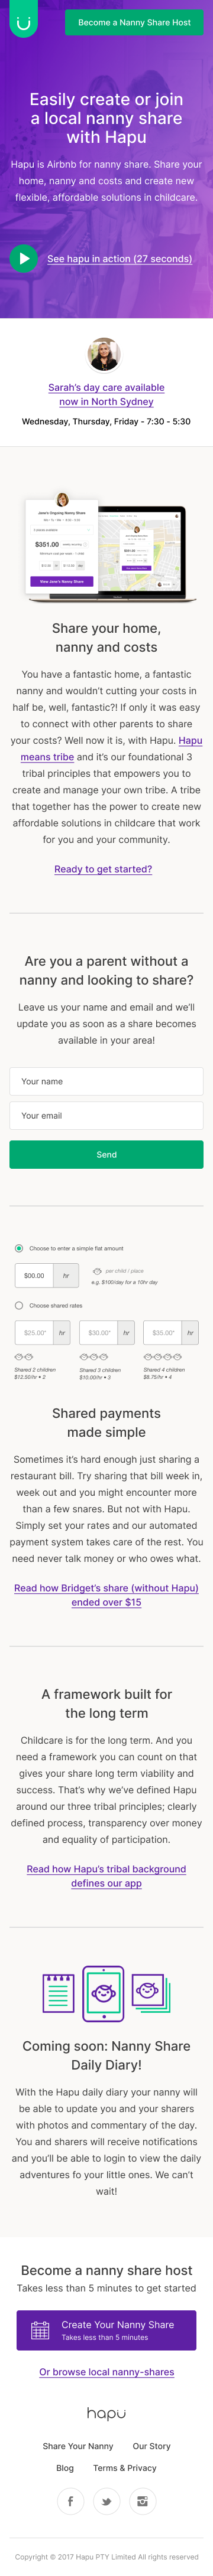 Become a Nanny Share Host
Easily create or join
a local nanny share
with Hapu
Hapu is Airbnb for nanny share. Share your
home, nanny and costs and create new
flexible, affordable solutions in childcare.
See hapu in action (27 seconds)
Sarah's day care available
now in North Sydney
Wednesday, Thursday, Friday - 7:30 - 5:30
Jane's Ongoing Nanny Share
$351.00
View Jane's Nanny Share
Share your home,
nanny and costs
You have a fantastic home, a fantastic
nanny and wouldn't cutting your costs in
half be, well, fantastic?! If only it was easy
to connect with other parents to share
your costs? Well now it is, with Hapu. Hapu
means tribe and it's our foundational 3
tribal principles that empowers you to
create and manage your own tribe. A tribe
that together has the power to create new
affordable solutions in childcare that work
for you and your community.
Ready to get started?
Are you a parent without a
nanny and looking to share?
Leave us your name and email and we'll
update you as soon as a share becomes
available in your area!
Your name
Your email
Send
Choose to enter a simple flat amount
$00.00 hr
per child / place
e.g. $100/day for a 10hr day
Choose shared rates
$25.00* hr $30.00* hr $35.00* hr
Shared 2 children Shared 3 children Shared 4 children
$12.50/hr • 2 $10.00/hr • 3 $8.75/hr • 4
Shared payments
made simple
Sometimes it's hard enough just sharing a
restaurant bill. Try sharing that bill week in,
week out and you might encounter more
than a few snares. But not with Hapu.
Simply set your rates and our automated
payment system takes care of the rest. You
need never talk money or who owes what.
Read how Bridget's share (without Hapu)
ended over $15
A framework built for
the long term
Childcare is for the long term. And you
need a framework you can count on that
gives your share long term viability and
success. That's why we've defined Hapu
around our three tribal principles; clearly
defined process, transparency over money
and equality of participation.
Read how Hapu's tribal background
defines our app
Coming soon: Nanny Share
Daily Diary!
With the Hapu daily diary your nanny will
be able to update you and your sharers
with photos and commentary of the day.
You and sharers will receive notifications
and you'll be able to login to view the daily
adventures fo your little ones. We can't
wait!
Become a nanny share host
Takes less than 5 minutes to get started
Create Your Nanny Share
Takes less than 5 minutes
Or browse local nanny-shares
hapu
Share Your Nanny Our Story
Blog Terms & Privacy
Copyright © 2017 Hapu PTY Limited All rights reserved